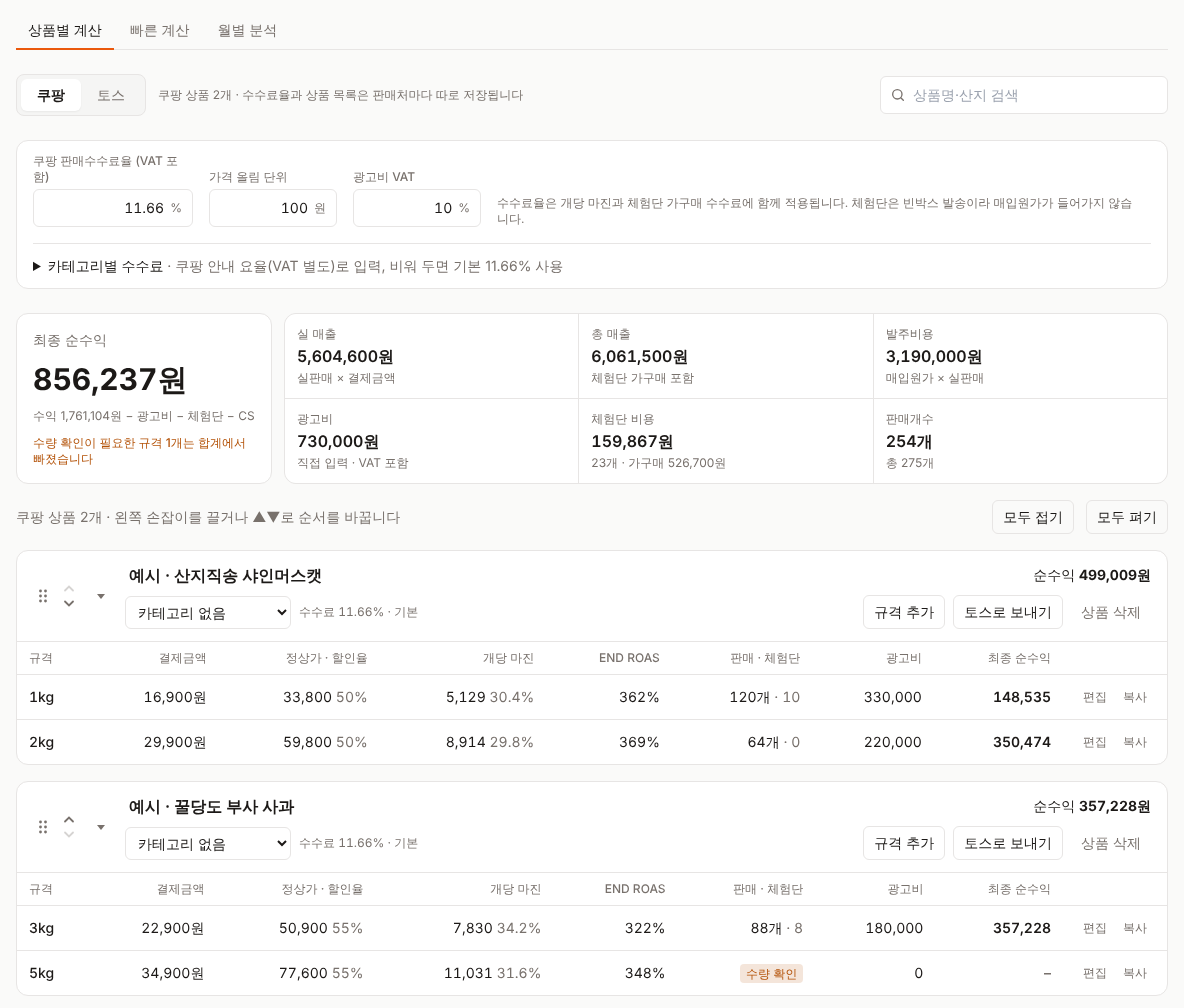 상품별 계산 빠른 계산 월별 분석
쿠팡 토스 쿠팡 상품 2개 · 수수료율과 상품 목록은 판매처마다 따로 저장됩니다 상품명·산지 검색
쿠팡 판매수수료율 (VAT 포
함) 가격 올림 단위 광고비 VAT
11.66 % 100 원 10 % 수수료율은 개당 마진과 체험단 가구매 수수료에 함께 적용됩니다. 체험단은 빈박스 발송이라 매입원가가 들어가지 않습
니다.
▶ 카테고리별 수수료 · 쿠팡 안내 요율(VAT 별도)로 입력, 비워 두면 기본 11.66% 사용
최종 순수익
856,237원
수익 1,761,104원 − 광고비 − 체험단 − CS
수량 확인이 필요한 규격 1개는 합계에서
빠졌습니다
실 매출 총 매출 발주비용
5,604,600원 6,061,500원 3,190,000원
실판매 × 결제금액 체험단 가구매 포함 매입원가 × 실판매
광고비 체험단 비용 판매개수
730,000원 159,867원 254개
직접 입력 · VAT 포함 23개 · 가구매 526,700원 총 275개
쿠팡 상품 2개 · 왼쪽 손잡이를 끌거나 ▲▼로 순서를 바꿉니다 모두 접기 모두 펴기
예시 · 산지직송 샤인머스캣 순수익 499,009원
카테고리 없음 수수료 11.66% · 기본 규격 추가 토스로 보내기 상품 삭제
규격 결제금액 정상가 · 할인율 개당 마진 END ROAS 판매 · 체험단 광고비 최종 순수익
1kg 16,900원 33,800 50% 5,129 30.4% 362% 120개 · 10 330,000 148,535 편집 복사
2kg 29,900원 59,800 50% 8,914 29.8% 369% 64개 · 0 220,000 350,474 편집 복사
예시 · 꿀당도 부사 사과 순수익 357,228원
카테고리 없음 수수료 11.66% · 기본 규격 추가 토스로 보내기 상품 삭제
규격 결제금액 정상가 · 할인율 개당 마진 END ROAS 판매 · 체험단 광고비 최종 순수익
3kg 22,900원 50,900 55% 7,830 34.2% 322% 88개 · 8 180,000 357,228 편집 복사
5kg 34,900원 77,600 55% 11,031 31.6% 348% 수량 확인 0 – 편집 복사